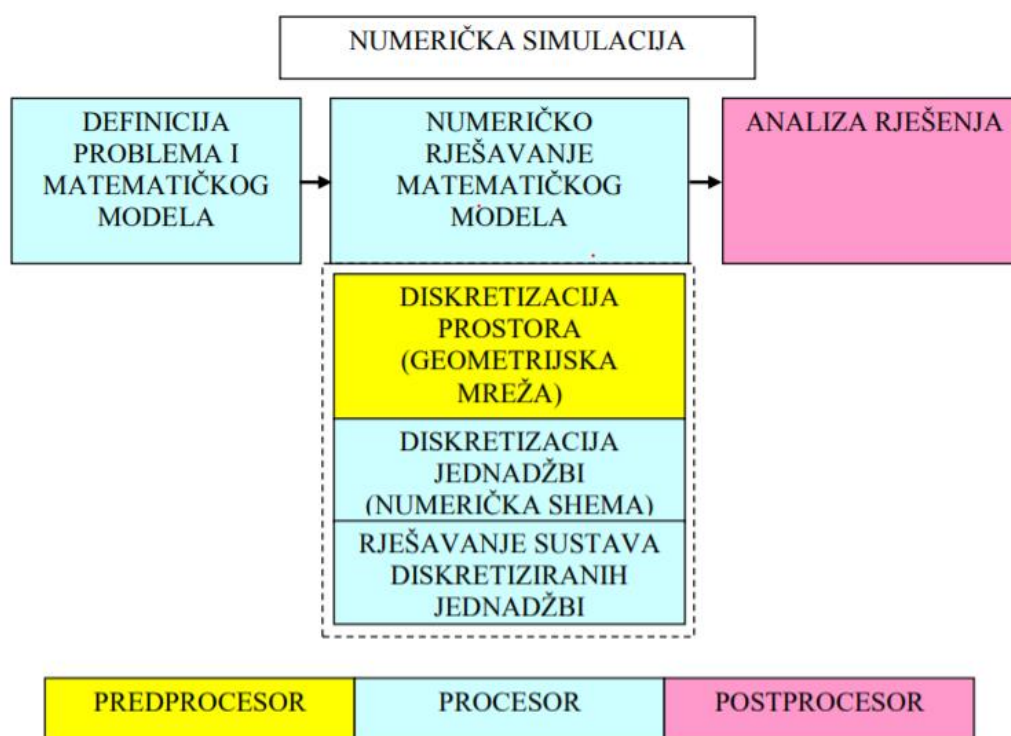 NUMERIČKA SIMULACIJA
DEFINICIJA
PROBLEMA I
MATEMATIČKOG
MODELA
NUMERIČKO
RJEŠAVANJE
MATEMATIČKOG
MODELA
ANALIZA RJEŠENJA
DISKRETIZACIJA
PROSTORA
(GEOMETRIJSKA
MREŽA)
DISKRETIZACIJA
JEDNADŽBI
(NUMERIČKA SHEMA)
RJEŠAVANJE SUSTAVA
DISKRETIZIRANIH
JEDNADŽBI
PREDPROCESOR
PROCESOR
POSTPROCESOR